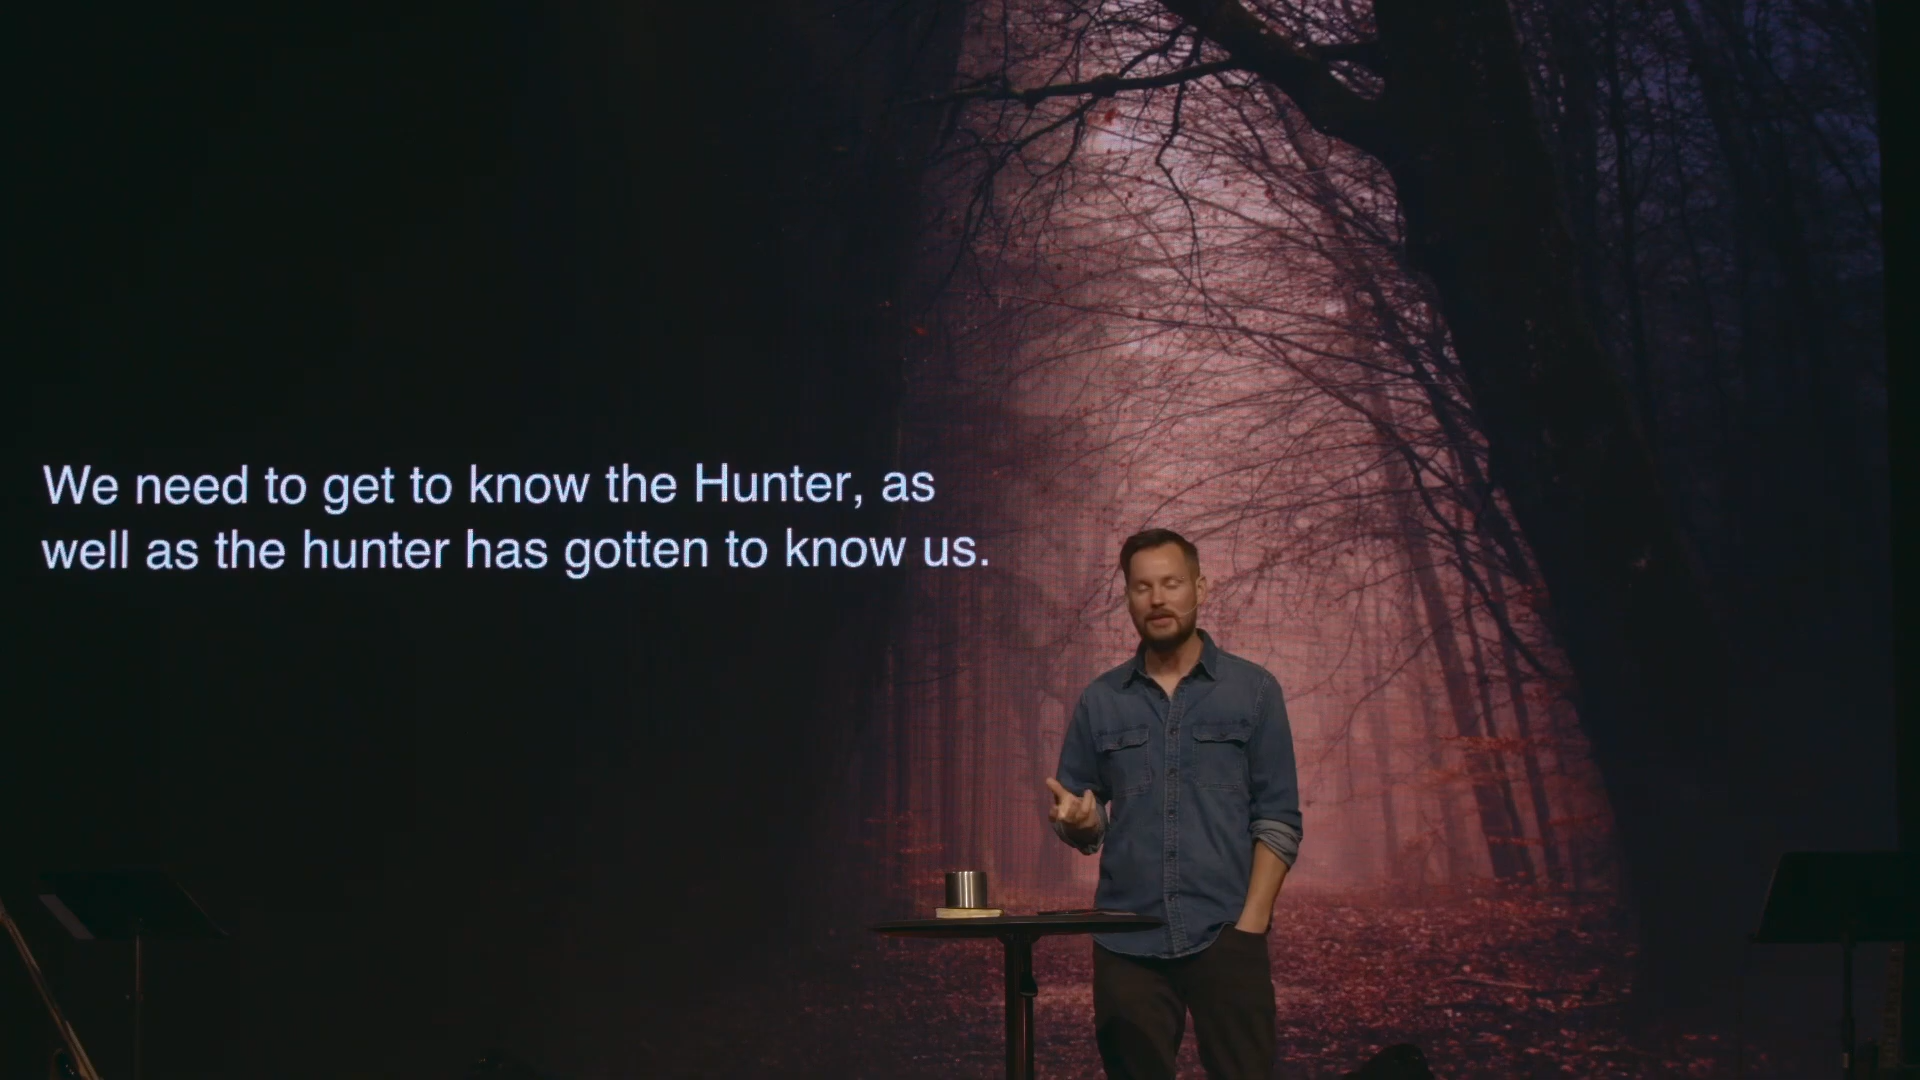 We need to get to know the Hunter, as
well as the hunter has gotten to know us.